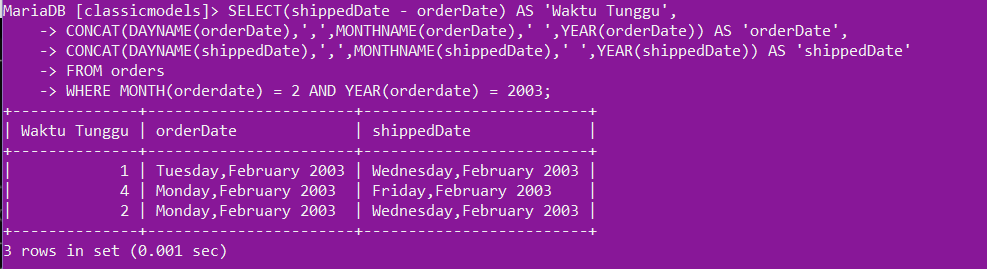 MariaDB [classicmodels]> SELECT(shippedDate - orderDate) AS 'Waktu Tunggu',
    -> CONCAT(DAYNAME(orderDate),',',MONTHNAME(orderDate),' ',YEAR(orderDate)) AS 'orderDate',
    -> CONCAT(DAYNAME(shippedDate),',',MONTHNAME(shippedDate),' ',YEAR(shippedDate)) AS 'shippedDate'
    -> FROM orders
    -> WHERE MONTH(orderdate) = 2 AND YEAR(orderdate) = 2003;
+--------------+-----------------------+-------------------------+
| Waktu Tunggu | orderDate             | shippedDate             |
+--------------+-----------------------+-------------------------+
|            1 | Tuesday,February 2003 | Wednesday,February 2003 |
|            4 | Monday,February 2003  | Friday,February 2003    |
|            2 | Monday,February 2003  | Wednesday,February 2003 |
+--------------+-----------------------+-------------------------+
3 rows in set (0.001 sec)